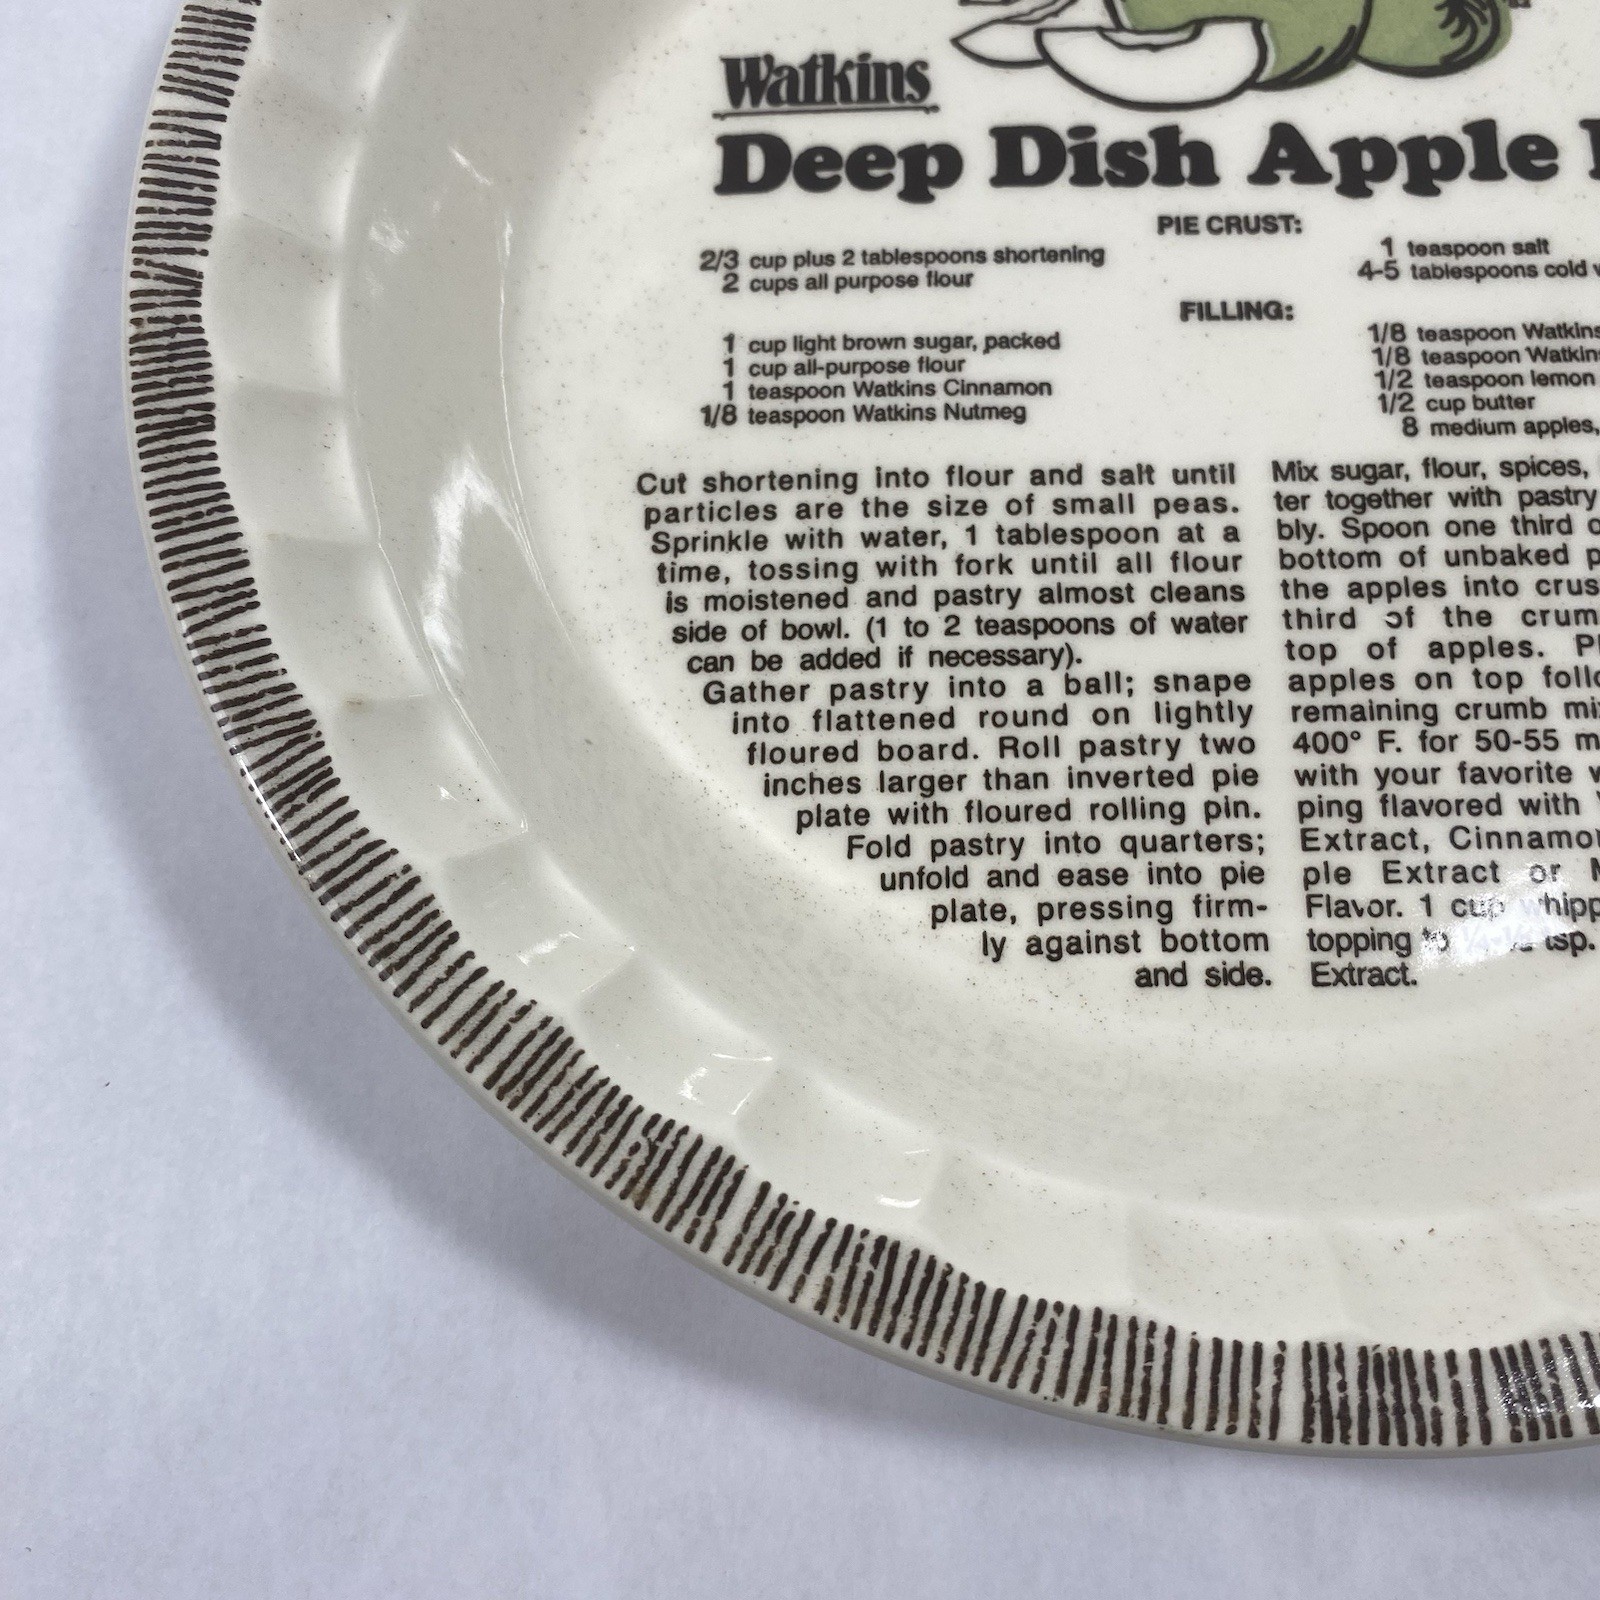 Watkins
Deep Dish Apple
PIE CRUST:
2/3 cup plus 2 tablespoons shortening
2 cups all purpose flour
1 teaspoon salt
4-5 tablespoons cold
FILLING:
1 cup light brown sugar, packed
1 cup all-purpose flour
1 teaspoon Watkins Cinnamon
1/8 teaspoon Watkins Nutmeg
1/8 teaspoon Watkins
1/8 teaspoon Watkins
1/2 teaspoon lemon
1/2 cup butter
8 medium apples,
Cut shortening into flour and salt until
particles are the size of small peas.
Sprinkle with water, 1 tablespoon at a
time, tossing with fork until all flour
is moistened and pastry almost cleans
side of bowl. (1 to 2 teaspoons of water
can be added if necessary).
Gather pastry into a ball; snape
into flattened round on lightly
floured board. Roll pastry two
inches larger than inverted pie
plate with floured rolling pin.
Fold pastry into quarters;
unfold and ease into pie
plate, pressing firm-
ly against bottom
and side.
Mix sugar, flour, spices,
ter together with pastry
bly. Spoon one third
bottom of unbaked
the apples into crus
third of the crum
top of apples.
apples on top follo
remaining crumb
400° F. for 50-55
with your favorite
ping flavored with
Extract, Cinnamon
ple Extract or
Flavor. 1 cup whipp
topping to tsp.
Extract.